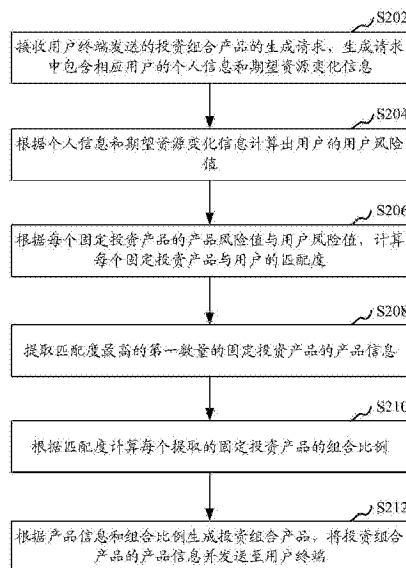 S202
接收用户终端发送的投资组合产品的生成请求，生成请求
中包含相应用户的个人信息和期望资源变化信息
S204
根据个人信息和期望资源变化信息计算出用户的用户风险
值
S206
根据每个固定投资产品的产品风险值与用户风险值，计算
每个固定投资产品与用户的匹配度
S208
提取匹配度最高的第一数量的固定投资产品的产品信息
S210
根据匹配度计算每个提取的固定投资产品的组合比例
S212
根据产品信息和组合比例生成投资组合产品，将投资组合
产品的产品信息并发送至用户终端